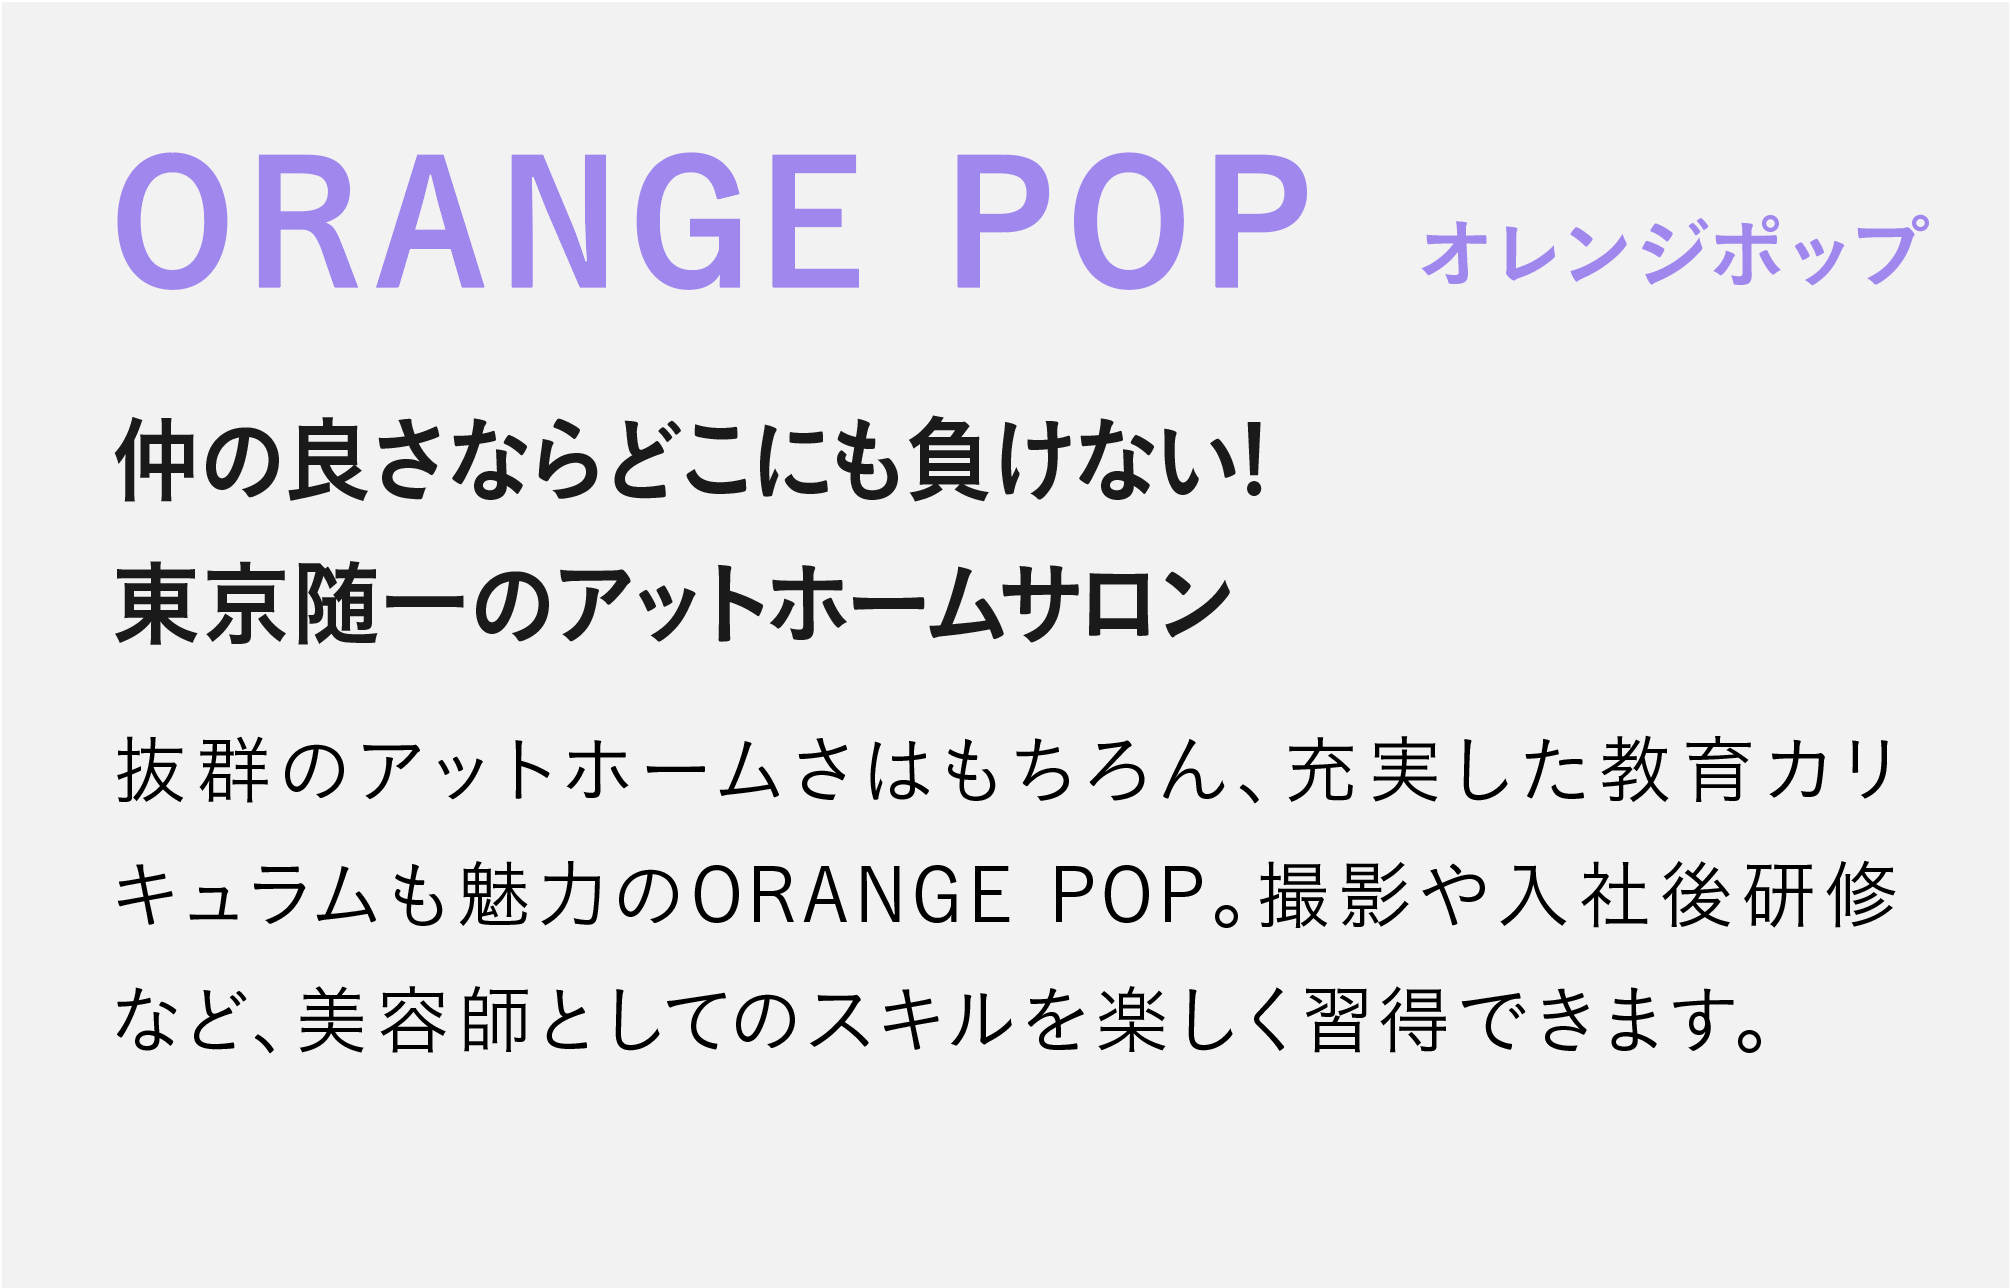 ORANGE POP オレンジポップ
仲の良さならどこにも負けない!
東京随一のアットホームサロン
抜群のアットホームさはもちろん、充実した教育カリ
キュラムも魅力のORANGE POP。撮影や入社後研修
など、美容師としてのスキルを楽しく習得できます。